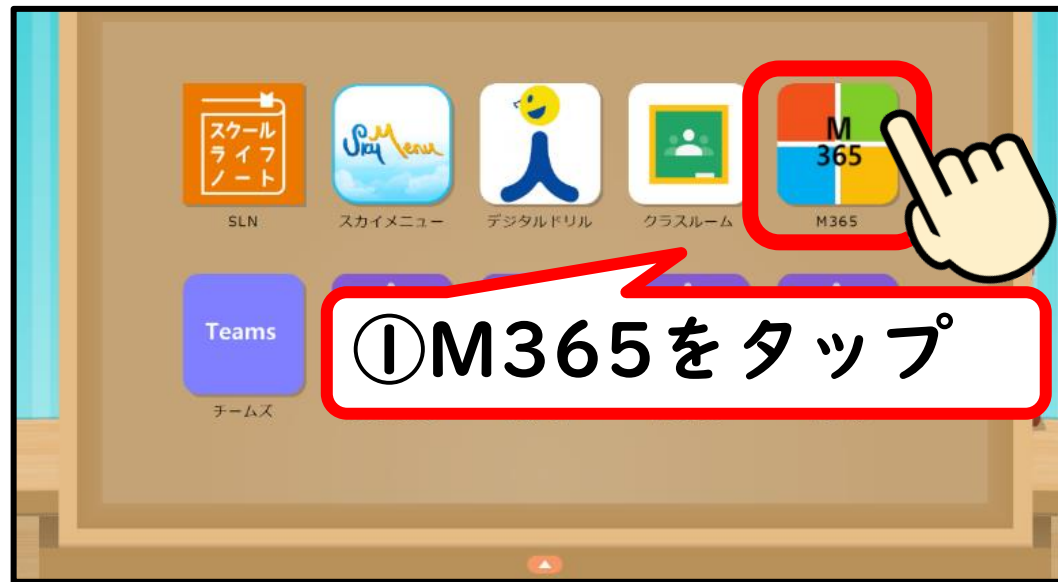 スクール
ライフ
ノート
Sky Menu
M
365
SLN
スカイメニュー
デジタルドリル
クラスルーム
M365
Teams
①M365をタップ
チームズ